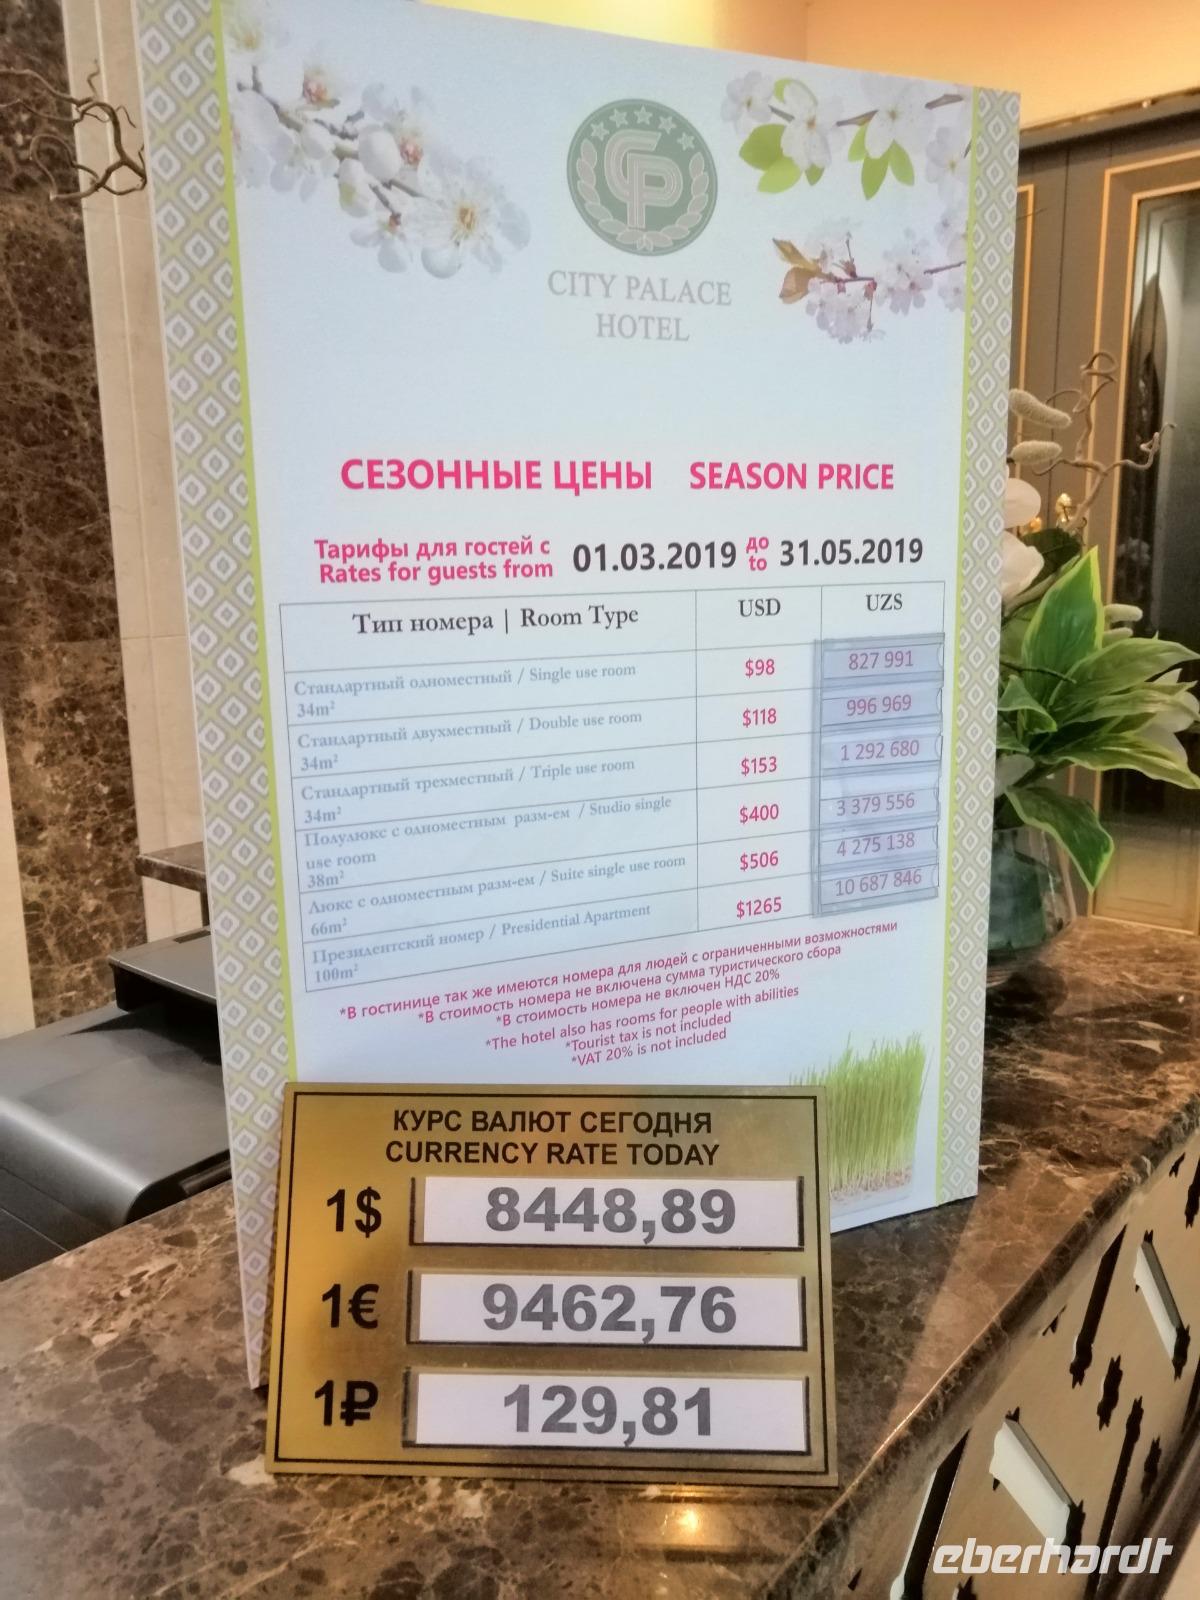 CP
CITY PALACE
HOTEL
СЕЗОННЫЕ ЦЕНЫ SEASON PRICE
Тарифы для гостей с 01.03.2019 до 31.05.2019
Rates for guests from to
Тип номера | Room Type USD UZS
Стандартный одноместный / Single use room $98 827 991
34m²
Стандартный двухместный / Double use room $118 996 969
34m²
Стандартный трехместный / Triple use room $153 1 292 680
34m²
Полулюкс с одноместным разм-ем / Studio single $400 3 379 556
use room
38m²
Люкс с одноместным разм-ем / Suite single use room $506 4 275 138
66m²
Президентский номер / Presidential Apartment $1265 10 687 846
100m²
*В гостинице так же имеются номера для людей с ограниченными возможностями
*В стоимость номера не включена сумма туристического сбора
*В стоимость номера не включен НДС 20%
*The hotel also has rooms for people with abilities
*Tourist tax is not included
*VAT 20% is not included
КУРС ВАЛЮТ СЕГОДНЯ
CURRENCY RATE TODAY
1$ 8448,89
1€ 9462,76
1₽ 129,81
eberhardt